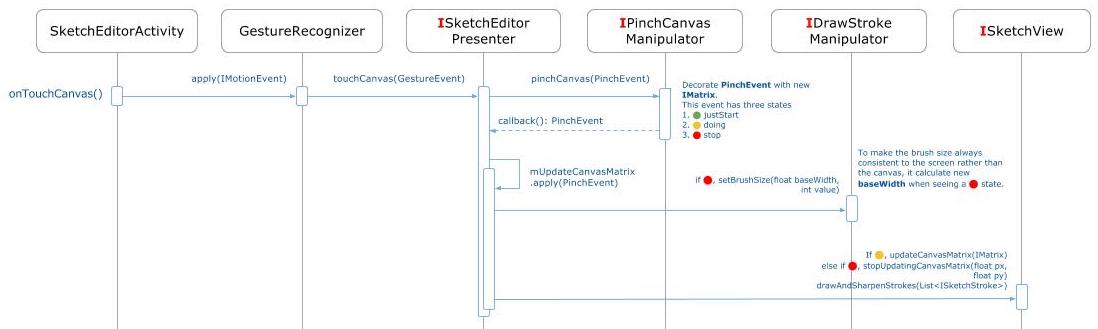 SketchEditorActivity
GestureRecognizer
ISketchEditor
Presenter
IPinchCanvas
Manipulator
IDrawStroke
Manipulator
ISketchView
onTouchCanvas()
apply(IMotionEvent)
touchCanvas(GestureEvent)
pinchCanvas(PinchEvent)
Decorate PinchEvent with new
IMatrix.
This event has three states
1. justStart
2. doing
3. stop
callback(): PinchEvent
mUpdateCanvasMatrix
.apply(PinchEvent)
if , setBrushSize(float baseWidth,
int value)
To make the brush size always
consistent to the screen rather than
the canvas, it calculate new
baseWidth when seeing a state.
If , updateCanvasMatrix(IMatrix)
else if , stopUpdatingCanvasMatrix(float px,
float py)
drawAndSharpenStrokes(List<ISketchStroke>)